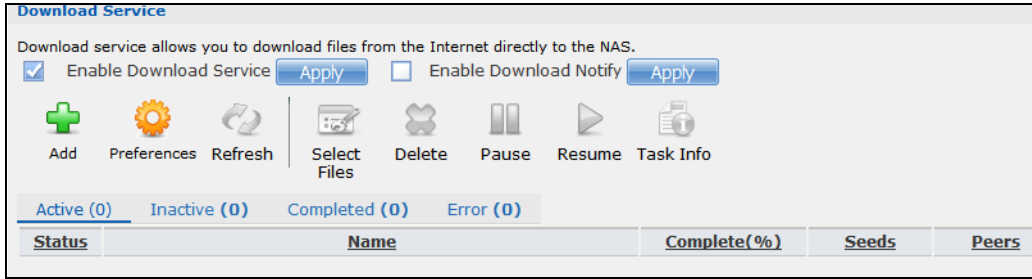 Download Service
Download service allows you to download files from the Internet directly to the NAS.
Enable Download Service Apply Enable Download Notify Apply
Add Preferences Refresh Select Files Delete Pause Resume Task Info
Active (0) Inactive (0) Completed (0) Error (0)
Status Name Complete(%) Seeds Peers